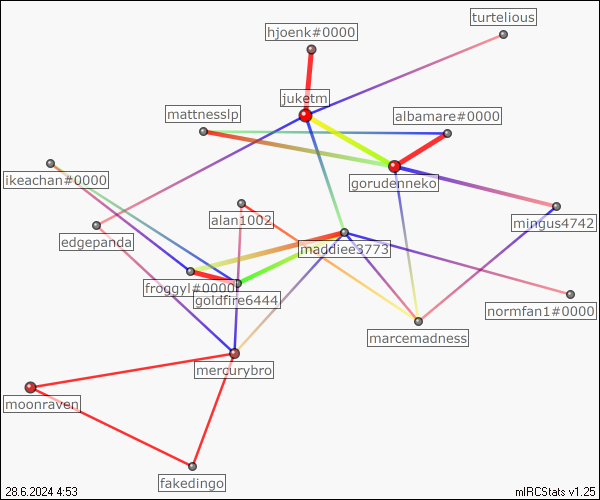 turtelious
hjoenk#0000
juketm
mattnesslp
albamare#0000
ikeachan#0000
gorudenneko
alan1002
mingus4742
edgepanda
maddiee3773
froggyl#0000
goldfire6444
normfan1#0000
marcemadness
mercurybro
moonraven
fakedingo
28.6.2024 4:53
mIRCStats v1.25